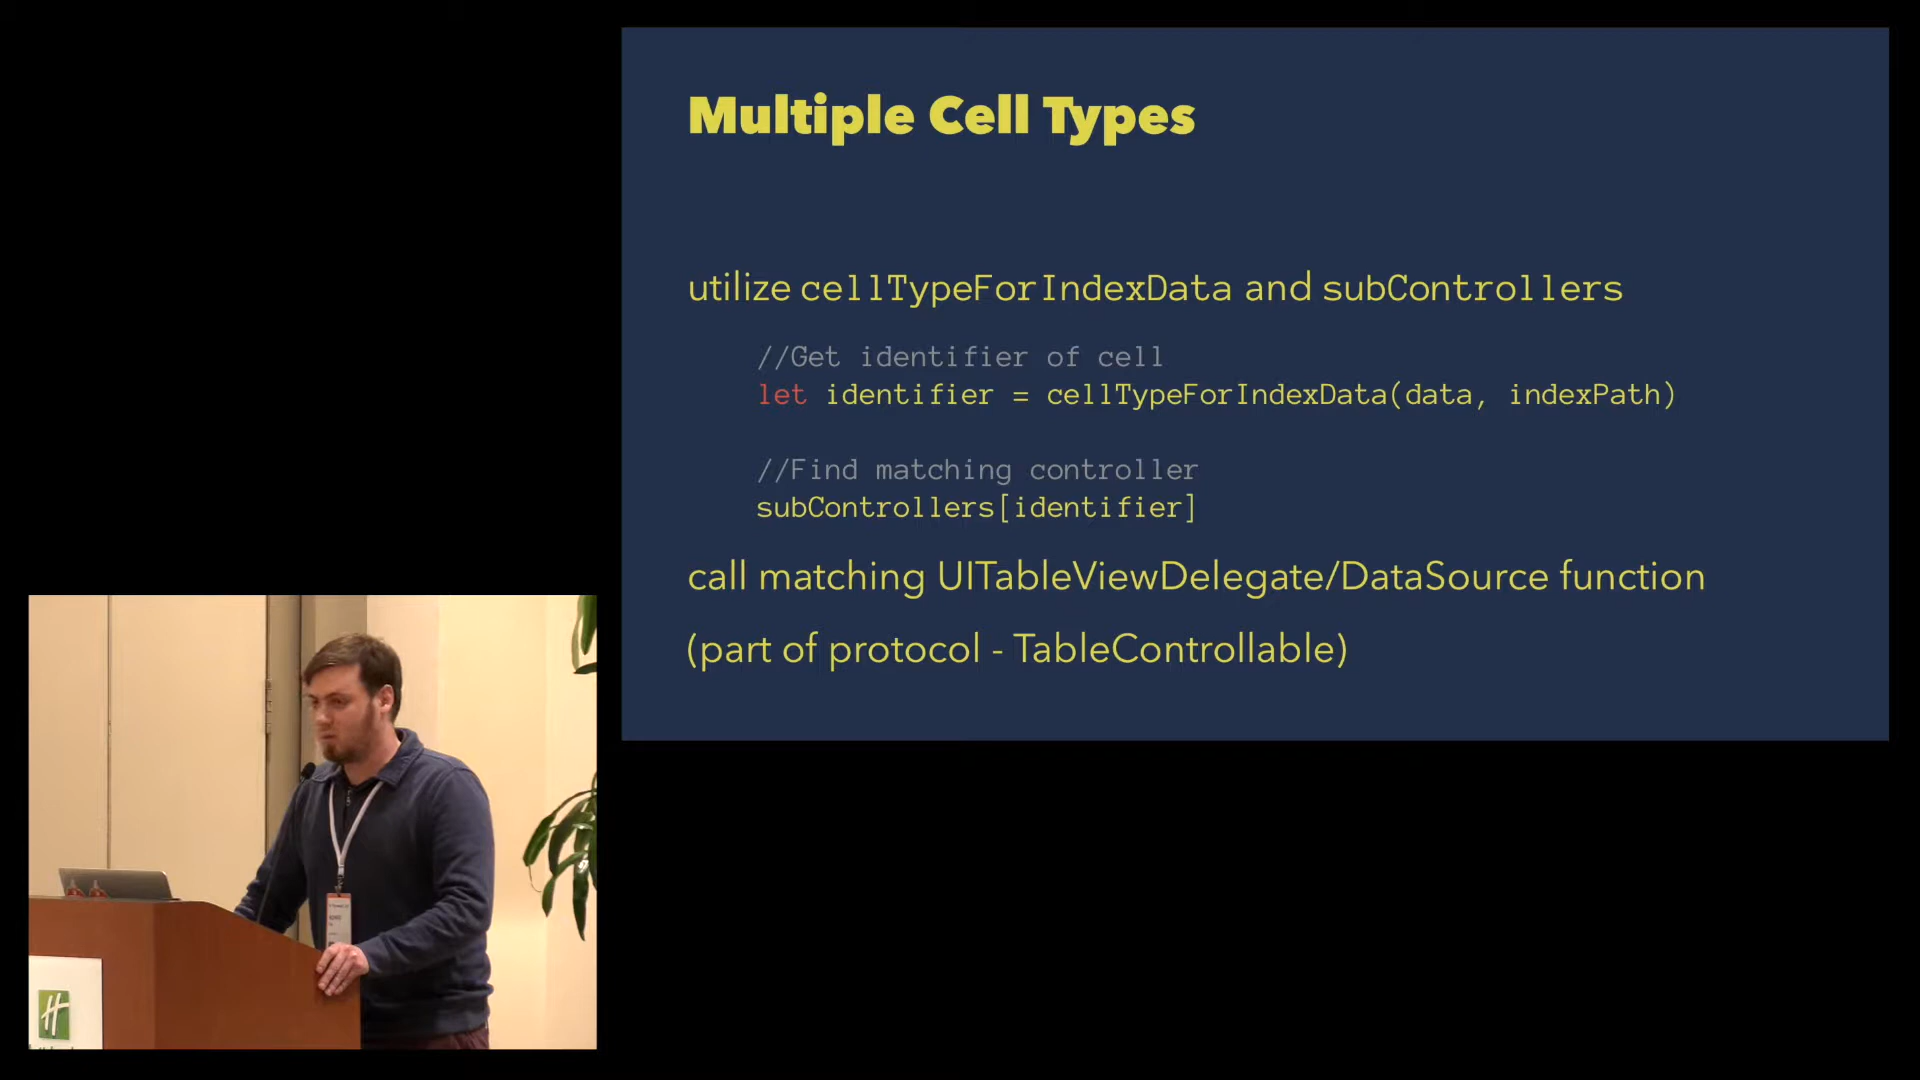 Multiple Cell Types
utilize cellTypeForIndexData and subControllers
//Get identifier of cell
let identifier = cellTypeForIndexData(data, indexPath)
//Find matching controller
subControllers[identifier]
call matching UITableViewDelegate/DataSource function
(part of protocol - TableControllable)
H